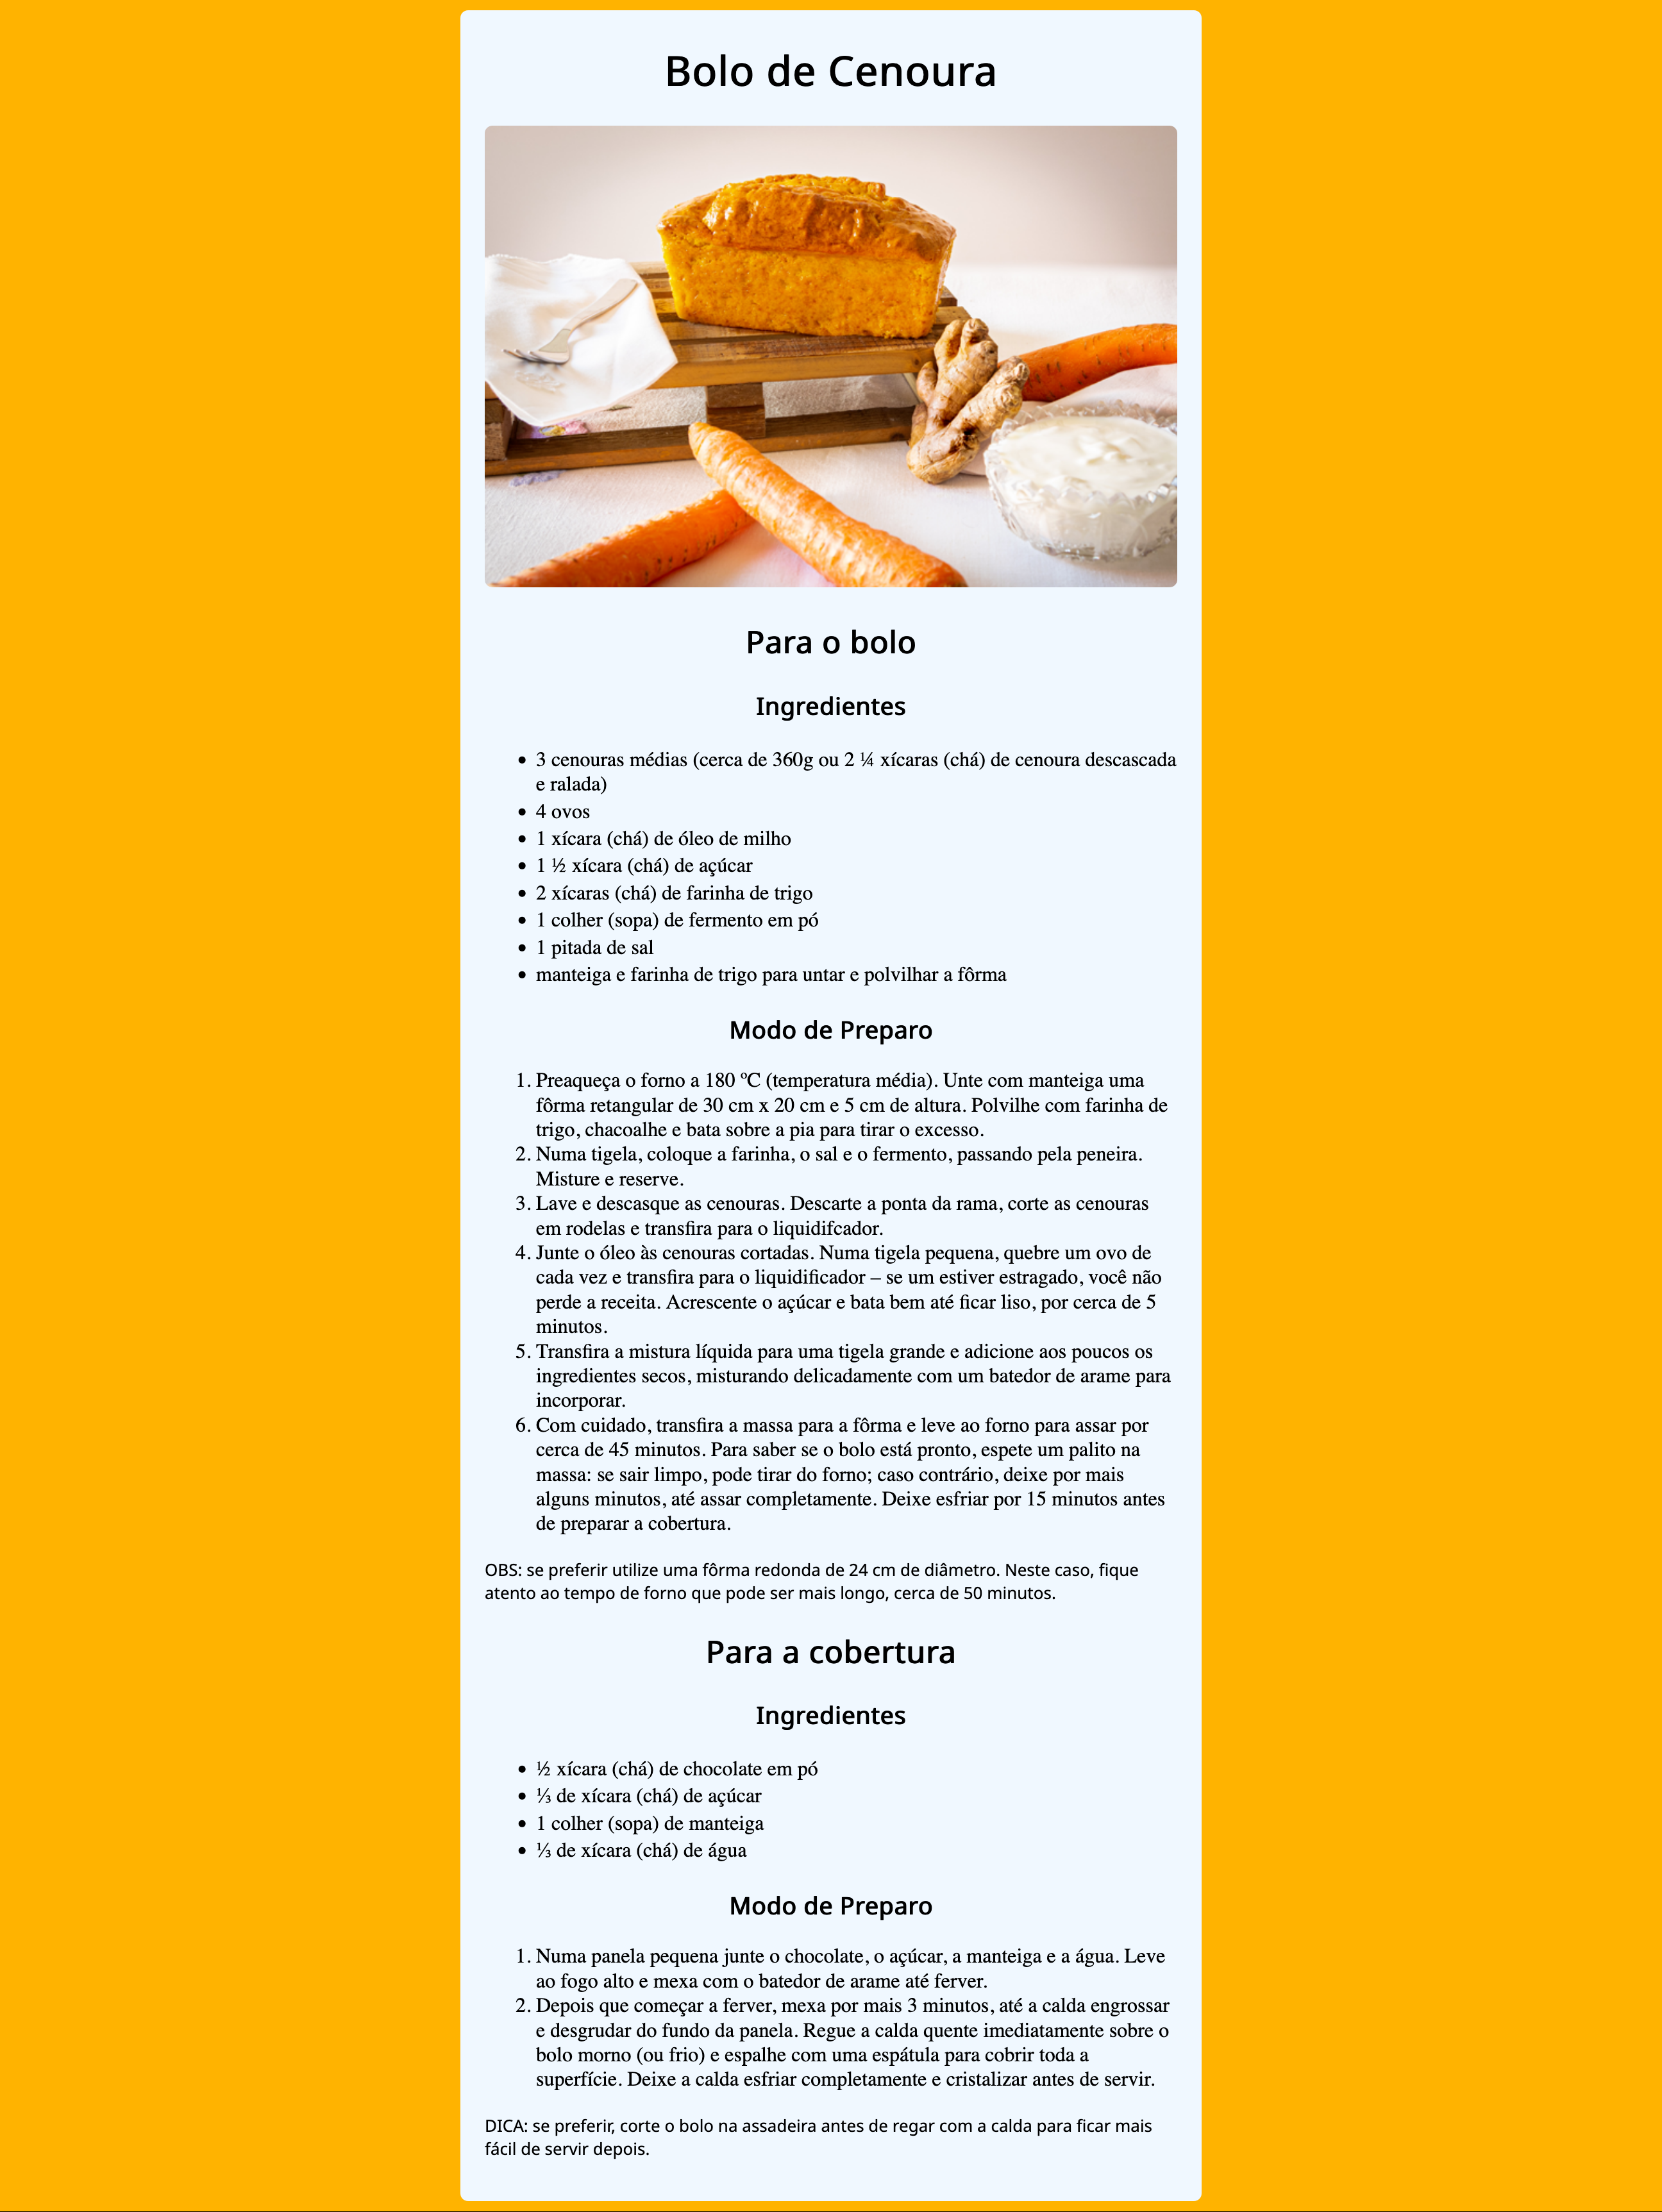 Bolo de Cenoura
Para o bolo
Ingredientes
• 3 cenouras médias (cerca de 360g ou 2 ¼ xícaras (chá) de cenoura descascada
e ralada)
• 4 ovos
• 1 xícara (chá) de óleo de milho
• 1 ½ xícara (chá) de açúcar
• 2 xícaras (chá) de farinha de trigo
• 1 colher (sopa) de fermento em pó
• 1 pitada de sal
• manteiga e farinha de trigo para untar e polvilhar a fôrma
Modo de Preparo
1. Preaqueça o forno a 180 ºC (temperatura média). Unte com manteiga uma
fôrma retangular de 30 cm x 20 cm e 5 cm de altura. Polvilhe com farinha de
trigo, chacoalhe e bata sobre a pia para tirar o excesso.
2. Numa tigela, coloque a farinha, o sal e o fermento, passando pela peneira.
Misture e reserve.
3. Lave e descasque as cenouras. Descarte a ponta da rama, corte as cenouras
em rodelas e transfira para o liquidifcador.
4. Junte o óleo às cenouras cortadas. Numa tigela pequena, quebre um ovo de
cada vez e transfira para o liquidificador – se um estiver estragado, você não
perde a receita. Acrescente o açúcar e bata bem até ficar liso, por cerca de 5
minutos.
5. Transfira a mistura líquida para uma tigela grande e adicione aos poucos os
ingredientes secos, misturando delicadamente com um batedor de arame para
incorporar.
6. Com cuidado, transfira a massa para a fôrma e leve ao forno para assar por
cerca de 45 minutos. Para saber se o bolo está pronto, espete um palito na
massa: se sair limpo, pode tirar do forno; caso contrário, deixe por mais
alguns minutos, até assar completamente. Deixe esfriar por 15 minutos antes
de preparar a cobertura.
OBS: se preferir utilize uma fôrma redonda de 24 cm de diâmetro. Neste caso, fique
atento ao tempo de forno que pode ser mais longo, cerca de 50 minutos.
Para a cobertura
Ingredientes
• ½ xícara (chá) de chocolate em pó
• ⅓ de xícara (chá) de açúcar
• 1 colher (sopa) de manteiga
• ⅓ de xícara (chá) de água
Modo de Preparo
1. Numa panela pequena junte o chocolate, o açúcar, a manteiga e a água. Leve
ao fogo alto e mexa com o batedor de arame até ferver.
2. Depois que começar a ferver, mexa por mais 3 minutos, até a calda engrossar
e desgrudar do fundo da panela. Regue a calda quente imediatamente sobre o
bolo morno (ou frio) e espalhe com uma espátula para cobrir toda a
superfície. Deixe a calda esfriar completamente e cristalizar antes de servir.
DICA: se preferir, corte o bolo na assadeira antes de regar com a calda para ficar mais
fácil de servir depois.